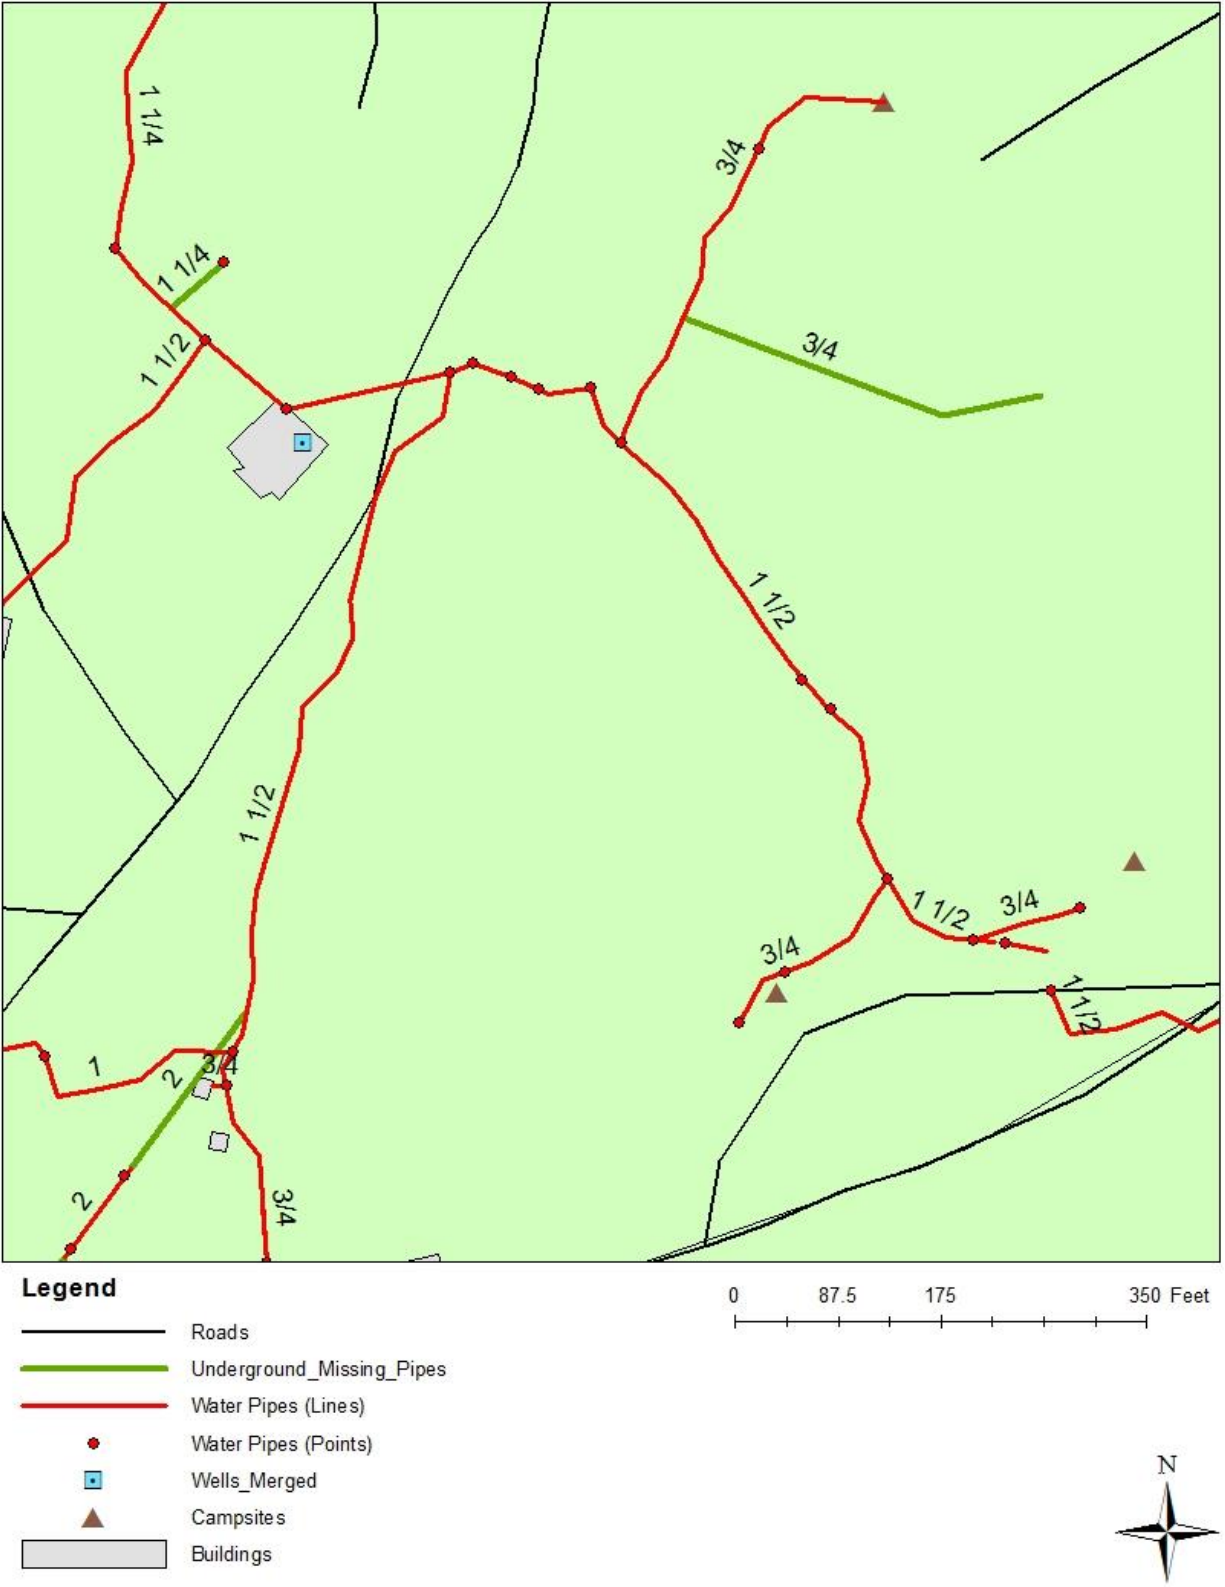 1 1/4
3/4
1 1/4
1 1/2
3/4
1 1/2
1 1/2
1 1/2
3/4
3/4
1 1/2
1
2
3/4
2
3/4
Legend
Roads
Underground_Missing_Pipes
Water Pipes (Lines)
Water Pipes (Points)
Wells_Merged
Campsites
Buildings
0 87.5 175 350 Feet
N